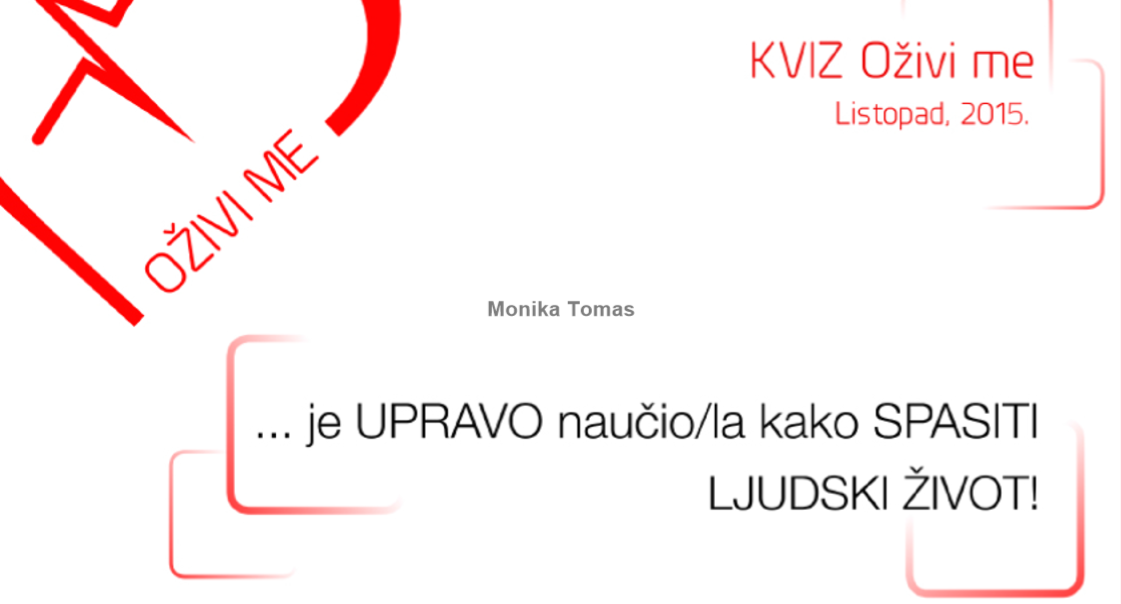 KVIZ Oživi me
Listopad, 2015.
OŽIVI ME
Monika Tomas
... je UPRAVO naučio/la kako SPASITI
LJUDSKI ŽIVOT!